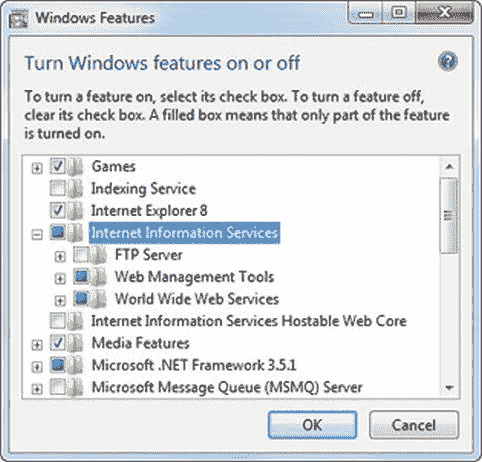 Windows Features
Turn Windows features on or off
To turn a feature on, select its check box. To turn a feature off,
clear its check box. A filled box means that only part of the feature
is turned on.
Games
Indexing Service
Internet Explorer 8
Internet Information Services
FTP Server
Web Management Tools
World Wide Web Services
Internet Information Services Hostable Web Core
Media Features
Microsoft .NET Framework 3.5.1
Microsoft Message Queue (MSMQ) Server
OK
Cancel